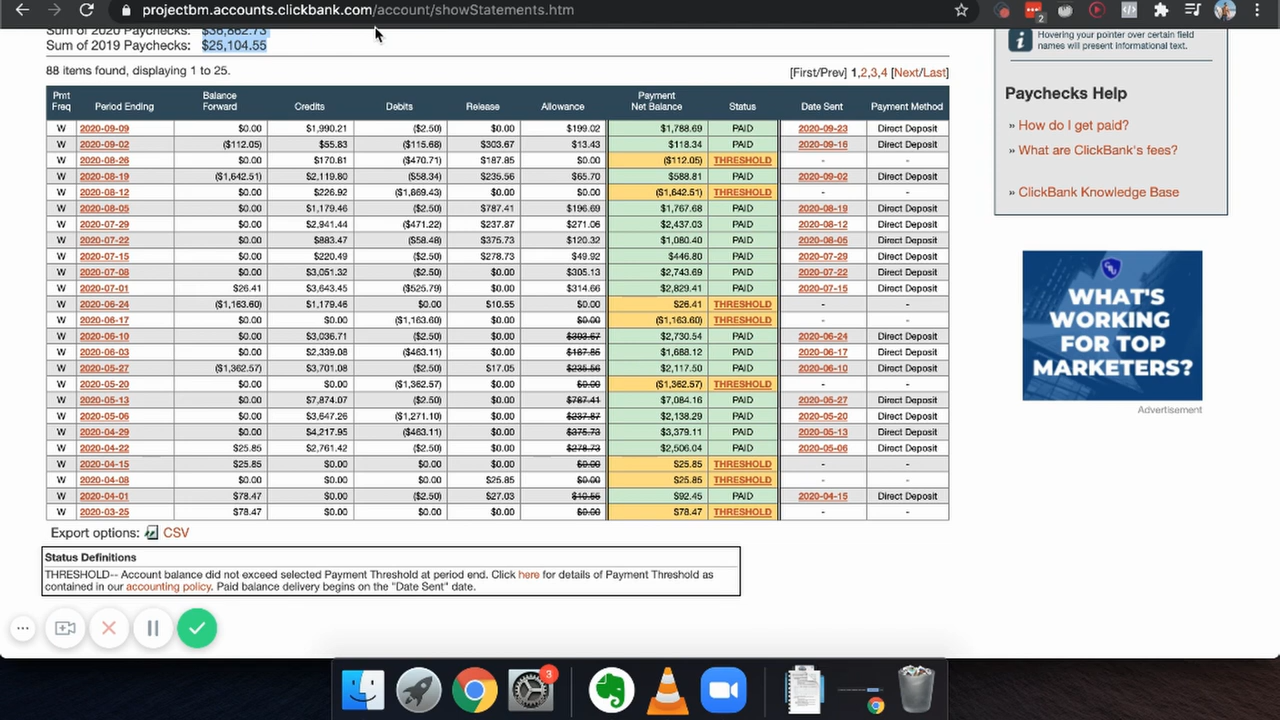 projectbm.accounts.clickbank.com/account/showStatements.htm
2
Sum of 2020 Paychecks: $36,862.73
Sum of 2019 Paychecks: $25,104.55
88 items found, displaying 1 to 25. [First/Prev] 1,2,3,4 [Next/Last]
Pmt Freq Period Ending Balance Forward Credits Debits Release Allowance Payment Net Balance Status Date Sent Payment Method
W 2020-09-09 $0.00 $1,990.21 ($2.50) $0.00 $199.02 $1,788.69 PAID 2020-09-23 Direct Deposit
W 2020-09-02 ($112.05) $55.83 ($115.68) $303.67 $13.43 $118.34 PAID 2020-09-16 Direct Deposit
W 2020-08-26 $0.00 $170.81 ($470.71) $187.85 $0.00 ($112.05) THRESHOLD - -
W 2020-08-19 ($1,642.51) $2,119.80 ($58.34) $235.56 $65.70 $588.81 PAID 2020-09-02 Direct Deposit
W 2020-08-12 $0.00 $226.92 ($1,869.43) $0.00 $0.00 ($1,642.51) THRESHOLD - -
W 2020-08-05 $0.00 $1,179.46 ($2.50) $787.41 $196.69 $1,767.68 PAID 2020-08-19 Direct Deposit
W 2020-07-29 $0.00 $2,941.44 ($471.22) $237.87 $271.06 $2,437.03 PAID 2020-08-12 Direct Deposit
W 2020-07-22 $0.00 $883.47 ($58.48) $375.73 $120.32 $1,080.40 PAID 2020-08-05 Direct Deposit
W 2020-07-15 $0.00 $220.49 ($2.50) $278.73 $49.92 $446.80 PAID 2020-07-29 Direct Deposit
W 2020-07-08 $0.00 $3,051.32 ($2.50) $0.00 $305.13 $2,743.69 PAID 2020-07-22 Direct Deposit
W 2020-07-01 $26.41 $3,643.45 ($525.79) $0.00 $314.66 $2,829.41 PAID 2020-07-15 Direct Deposit
W 2020-06-24 ($1,163.60) $1,179.46 $0.00 $10.55 $0.00 $26.41 THRESHOLD - -
W 2020-06-17 $0.00 $0.00 ($1,163.60) $0.00 $0.00 ($1,163.60) THRESHOLD - -
W 2020-06-10 $0.00 $3,036.71 ($2.50) $0.00 $303.67 $2,730.54 PAID 2020-06-24 Direct Deposit
W 2020-06-03 $0.00 $2,339.08 ($463.11) $0.00 $187.85 $1,688.12 PAID 2020-06-17 Direct Deposit
W 2020-05-27 ($1,362.57) $3,701.08 ($2.50) $17.05 $235.56 $2,117.50 PAID 2020-06-10 Direct Deposit
W 2020-05-20 $0.00 $0.00 ($1,362.57) $0.00 $0.00 ($1,362.57) THRESHOLD - -
W 2020-05-13 $0.00 $7,874.07 ($2.50) $0.00 $787.41 $7,084.16 PAID 2020-05-27 Direct Deposit
W 2020-05-06 $0.00 $3,647.26 ($1,271.10) $0.00 $237.87 $2,138.29 PAID 2020-05-20 Direct Deposit
W 2020-04-29 $0.00 $4,217.95 ($463.11) $0.00 $375.73 $3,379.11 PAID 2020-05-13 Direct Deposit
W 2020-04-22 $25.85 $2,761.42 ($2.50) $0.00 $278.73 $2,506.04 PAID 2020-05-06 Direct Deposit
W 2020-04-15 $25.85 $0.00 $0.00 $0.00 $0.00 $25.85 THRESHOLD - -
W 2020-04-08 $0.00 $0.00 $0.00 $25.85 $0.00 $25.85 THRESHOLD - -
W 2020-04-01 $78.47 $0.00 ($2.50) $27.03 $10.55 $92.45 PAID 2020-04-15 Direct Deposit
W 2020-03-25 $78.47 $0.00 $0.00 $0.00 $0.00 $78.47 THRESHOLD - -
Export options: CSV
Status Definitions
THRESHOLD-- Account balance did not exceed selected Payment Threshold at period end. Click here for details of Payment Threshold as
contained in our accounting policy. Paid balance delivery begins on the "Date Sent" date.
Hovering your pointer over certain field
names will present informational text.
Paychecks Help
» How do I get paid?
» What are ClickBank's fees?
» ClickBank Knowledge Base
WHAT'S
WORKING
FOR TOP
MARKETERS?
Advertisement
3